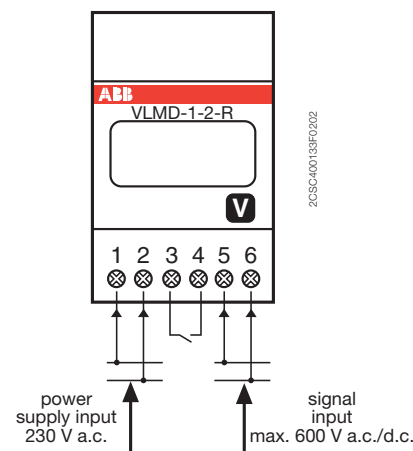 ABB
VLMD-1-2-R
V
1 2 3 4 5 6
2CSC400133F0202
power
supply input
230 V a.c.
signal
input
max. 600 V a.c./d.c.